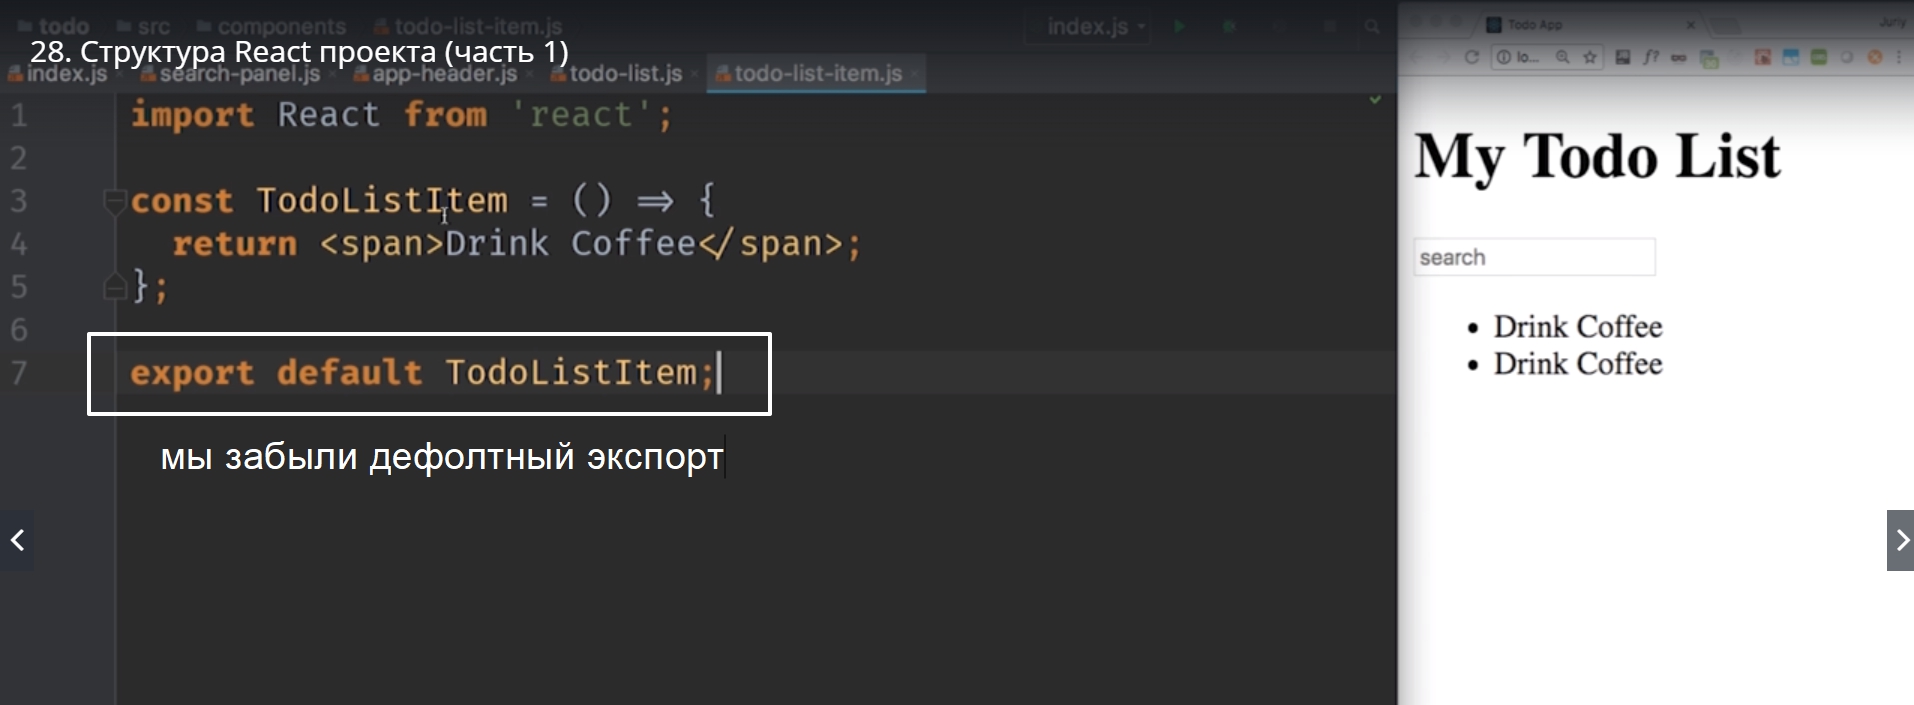 todo src components todo-list-item.js index.js
28. Структура React проекта (часть 1)
index.js search-panel.js app-header.js todo-list.js todo-list-item.js
1 import React from 'react';
2
3 const TodoListItem = () => {
4 return <span>Drink Coffee</span>;
5 };
6
7 export default TodoListItem;
мы забыли дефолтный экспорт
Todo App
Juriy
lo...
f?
My Todo List
search
• Drink Coffee
• Drink Coffee